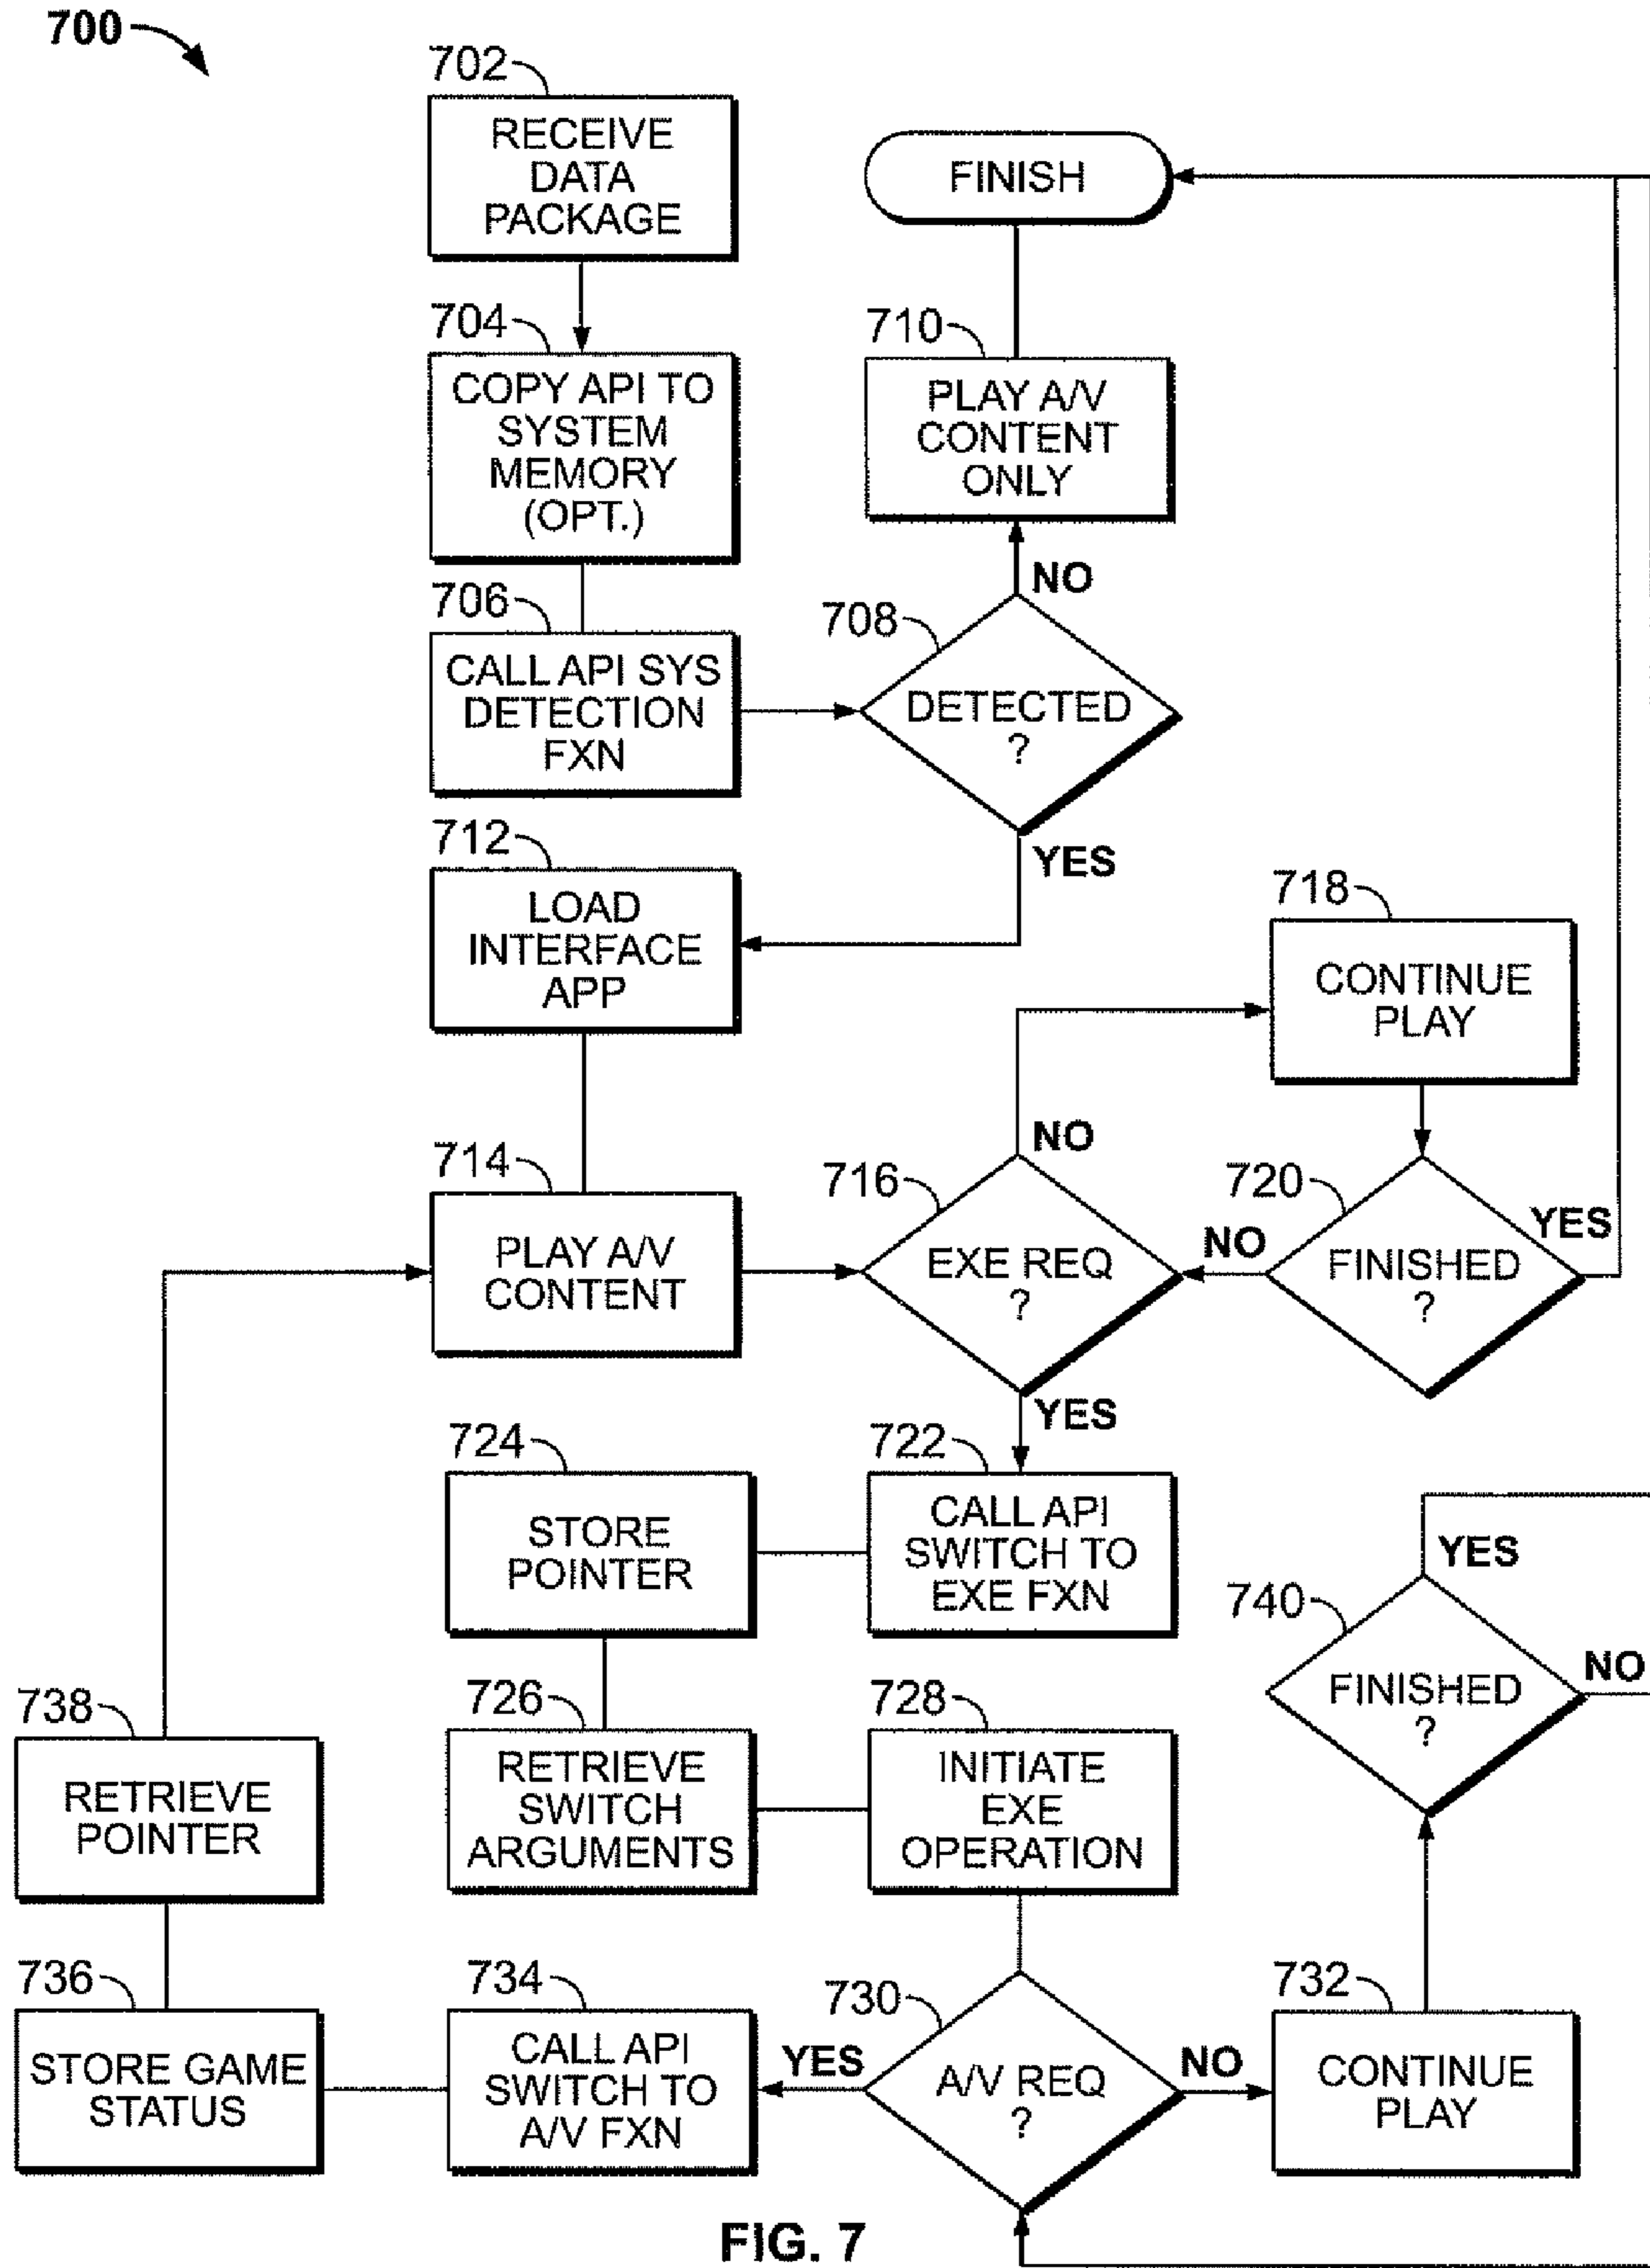 700
702
RECEIVE
DATA
PACKAGE
FINISH
704
COPY API TO
SYSTEM
MEMORY
(OPT.)
710
PLAY A/V
CONTENT
ONLY
NO
706
CALL API SYS
DETECTION
FXN
708
DETECTED
?
YES
712
LOAD
INTERFACE
APP
718
CONTINUE
PLAY
714
PLAY A/V
CONTENT
716
NO
EXE REQ
?
YES
720
NO
YES
FINISHED
?
724
STORE
POINTER
722
CALL API
SWITCH TO
EXE FXN
YES
740
NO
FINISHED
?
738
RETRIEVE
POINTER
726
RETRIEVE
SWITCH
ARGUMENTS
728
INITIATE
EXE
OPERATION
736
STORE GAME
STATUS
734
CALL API
SWITCH TO
A/V FXN
730
YES
A/V REQ
?
NO
732
CONTINUE
PLAY
FIG. 7